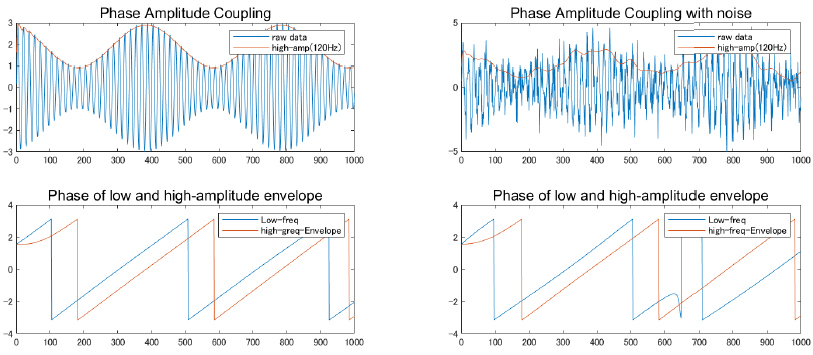 Phase Amplitude Coupling
3
2
1
0
-1
-2
-3
raw data
high-amp(120Hz)
0 100 200 300 400 500 600 700 800 900 1000
Phase Amplitude Coupling with noise
5
0
-5
raw data
high-amp(120Hz)
0 100 200 300 400 500 600 700 800 900 1000
Phase of low and high-amplitude envelope
4
2
0
-2
-4
Low-freq
high-greq-Envelope
0 100 200 300 400 500 600 700 800 900 1000
Phase of low and high-amplitude envelope
4
2
0
-2
-4
Low-freq
high-freq-Envelope
0 100 200 300 400 500 600 700 800 900 1000